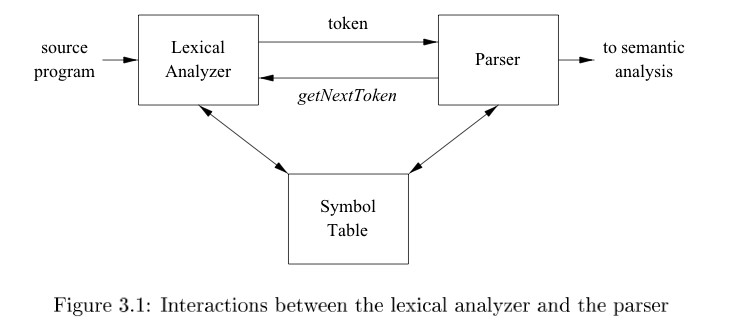 token
source
program
Lexical
Analyzer
Parser
to semantic
analysis
getNextToken
Symbol
Table
Figure 3.1: Interactions between the lexical analyzer and the parser